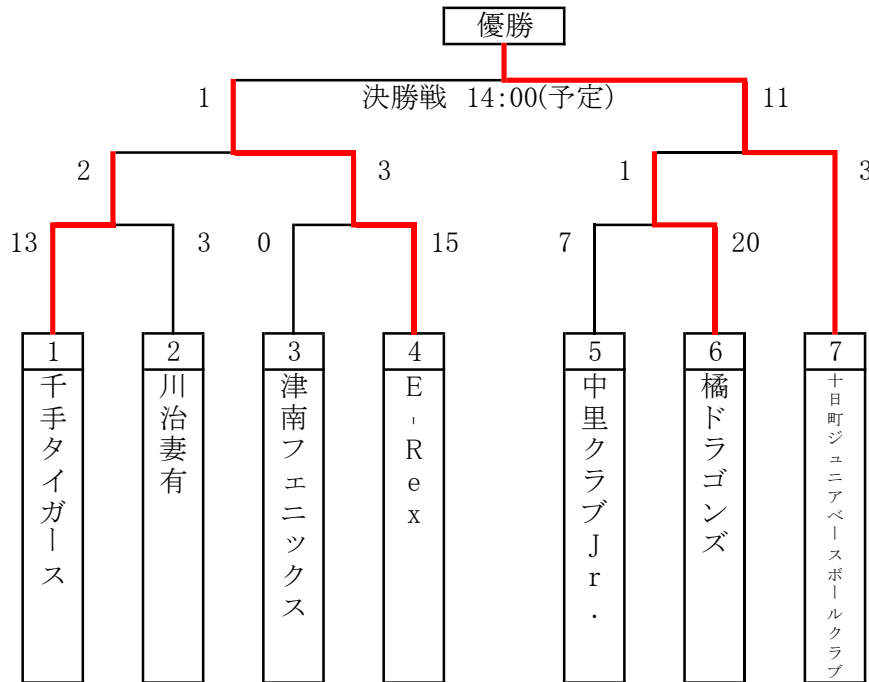 優勝
1 決勝戦 14:00(予定) 11
2 3 1 3
13 3 0 15 7 20
1 2 3 4 5 6 7
千手タイガース
川治妻有
津南フェニックス
E-Rex
中里クラブJr.
橘ドラゴンズ
十日町ジュニアベースボールクラブ